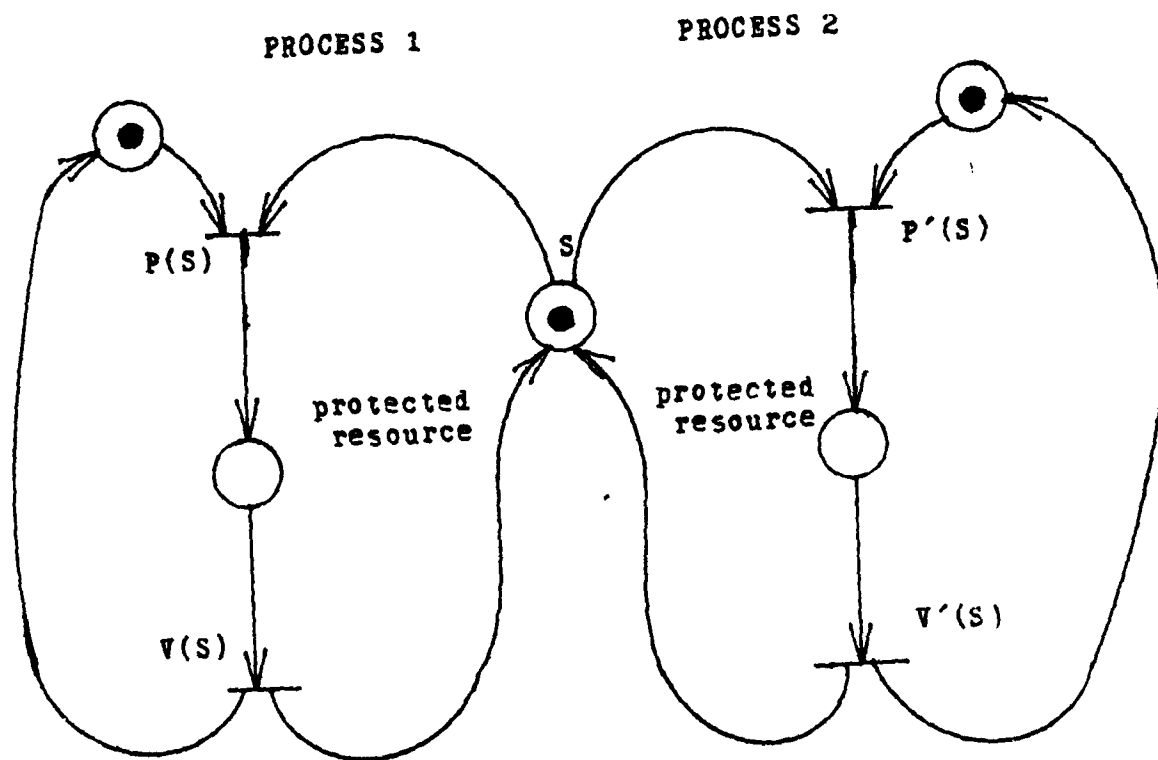 PROCESS 1
PROCESS 2
P(S)
S
P′(S)
protected
resource
protected
resource
V(S)
V′(S)